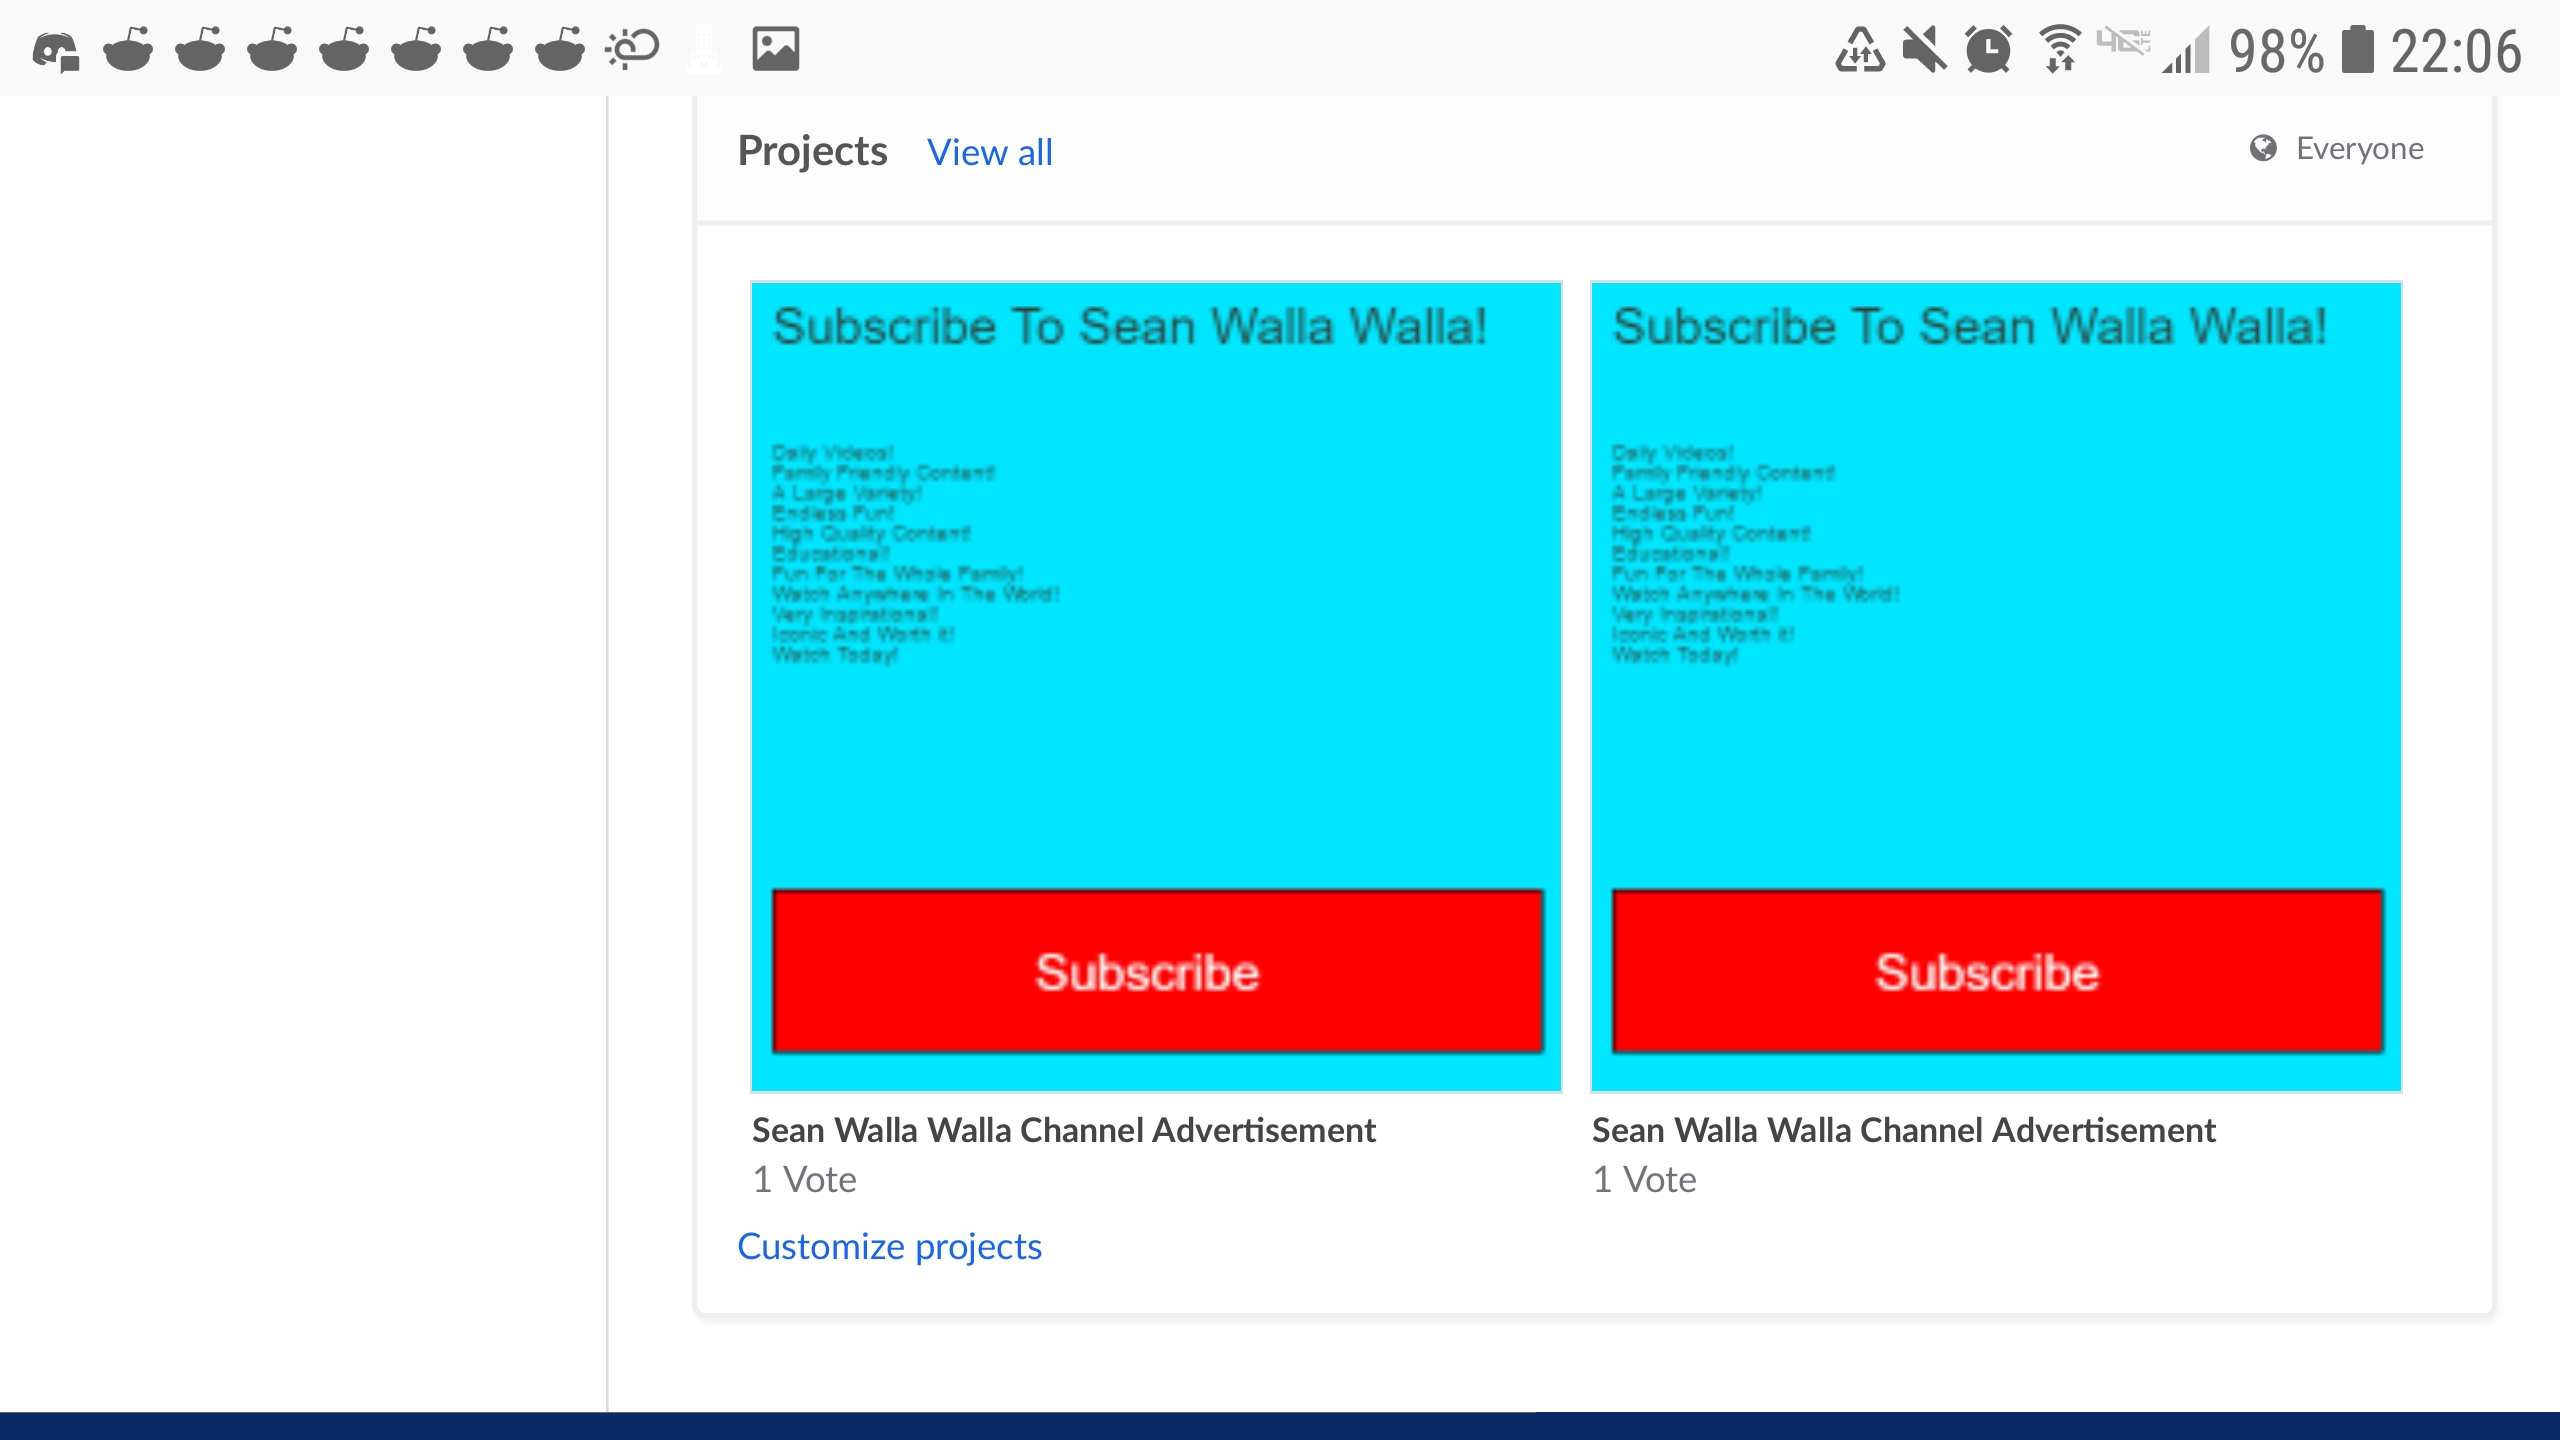 98% 22:06
Projects View all Everyone
Subscribe To Sean Walla Walla!
Daily Videos!
Family Friendly Content!
A Large Variety!
Endless Fun!
High Quality Content!
Educational!
Fun For The Whole Family!
Watch Anywhere In The World!
Very Inspirational!
Iconic And Worth It!
Watch Today!
Subscribe
Sean Walla Walla Channel Advertisement
1 Vote
Subscribe To Sean Walla Walla!
Daily Videos!
Family Friendly Content!
A Large Variety!
Endless Fun!
High Quality Content!
Educational!
Fun For The Whole Family!
Watch Anywhere In The World!
Very Inspirational!
Iconic And Worth It!
Watch Today!
Subscribe
Sean Walla Walla Channel Advertisement
1 Vote
Customize projects